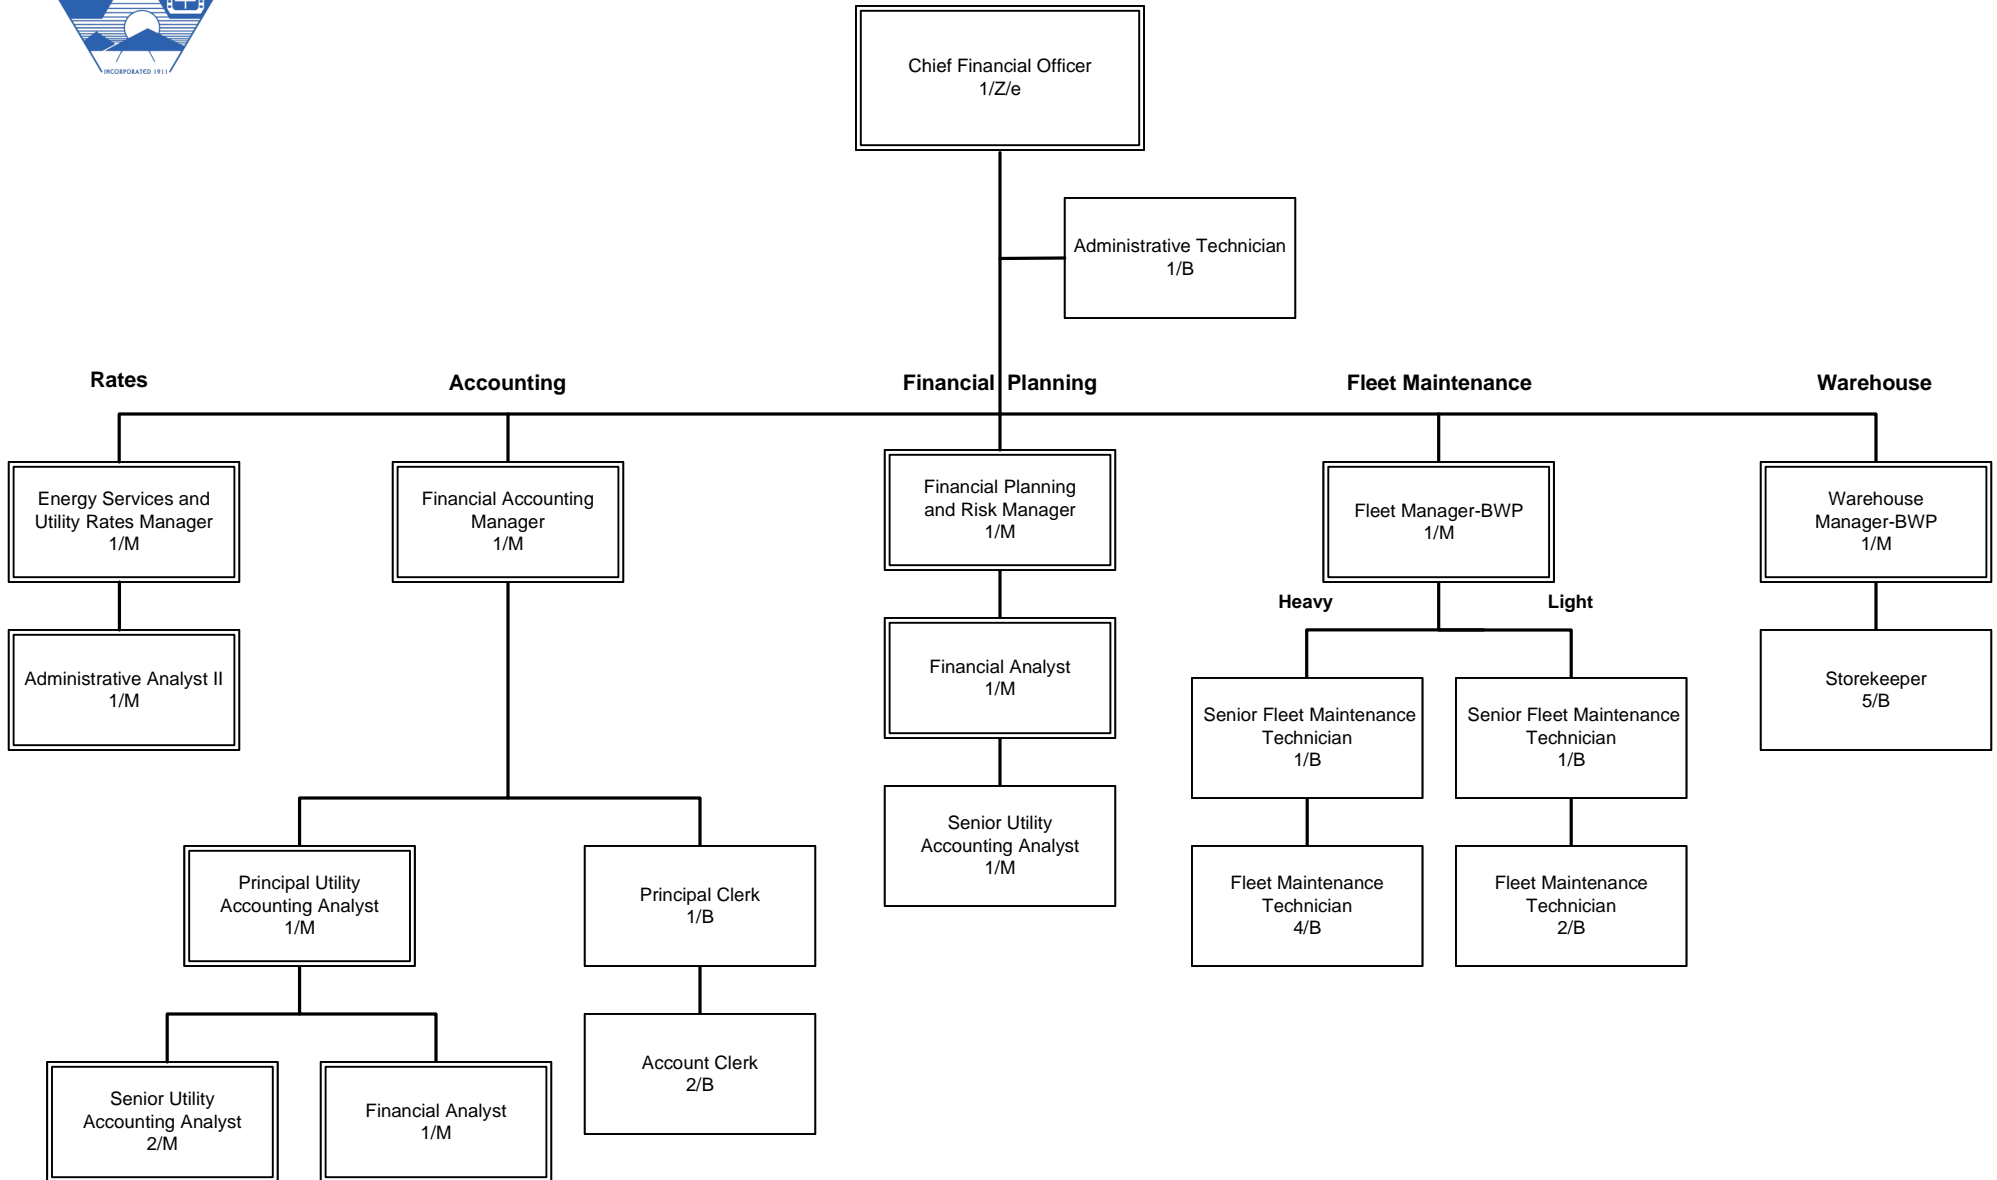 INCORPORATED 1911
Chief Financial Officer
1/Z/e
Administrative Technician
1/B
Rates
Accounting
Financial Planning
Fleet Maintenance
Warehouse
Energy Services and
Utility Rates Manager
1/M
Financial Accounting
Manager
1/M
Financial Planning
and Risk Manager
1/M
Fleet Manager-BWP
1/M
Warehouse
Manager-BWP
1/M
Heavy
Light
Administrative Analyst II
1/M
Financial Analyst
1/M
Senior Fleet Maintenance
Technician
1/B
Senior Fleet Maintenance
Technician
1/B
Storekeeper
5/B
Principal Utility
Accounting Analyst
1/M
Principal Clerk
1/B
Senior Utility
Accounting Analyst
1/M
Fleet Maintenance
Technician
4/B
Fleet Maintenance
Technician
2/B
Senior Utility
Accounting Analyst
2/M
Financial Analyst
1/M
Account Clerk
2/B